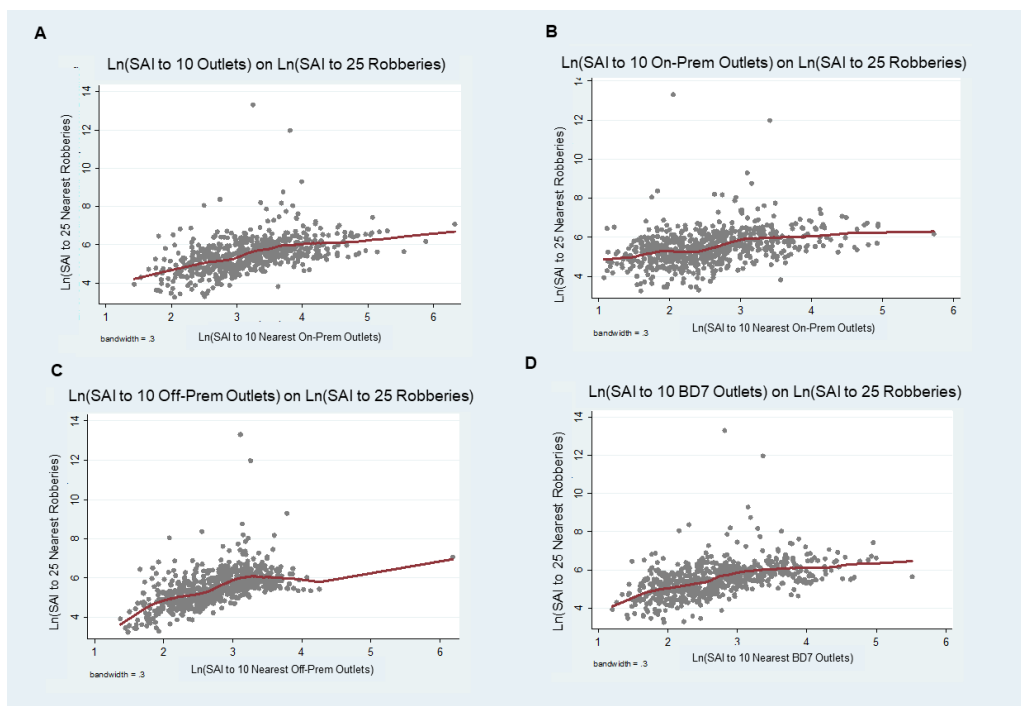 A
Ln(SAI to 10 Outlets) on Ln(SAI to 25 Robberies)
Ln(SAI to 25 Nearest Robberies)
14
12
10
8
6
4
1 2 3 4 5 6
bandwidth = .3
Ln(SAI to 10 Nearest On-Prem Outlets)
B
Ln(SAI to 10 On-Prem Outlets) on Ln(SAI to 25 Robberies)
Ln(SAI to 25 Nearest Robberies)
12
10
8
6
4
1 2 3 4 5 6
bandwidth = .3
Ln(SAI to 10 Nearest On-Prem Outlets)
C
Ln(SAI to 10 Off-Prem Outlets) on Ln(SAI to 25 Robberies)
Ln(SAI to 25 Nearest Robberies)
14
12
10
8
6
4
1 2 3 4 5 6
bandwidth = .3
Ln(SAI to 10 Nearest Off-Prem Outlets)
D
Ln(SAI to 10 BD7 Outlets) on Ln(SAI to 25 Robberies)
Ln(SAI to 25 Nearest Robberies)
14
12
10
8
6
4
1 2 3 4 5 6
bandwidth = .3
Ln(SAI to 10 Nearest BD7 Outlets)